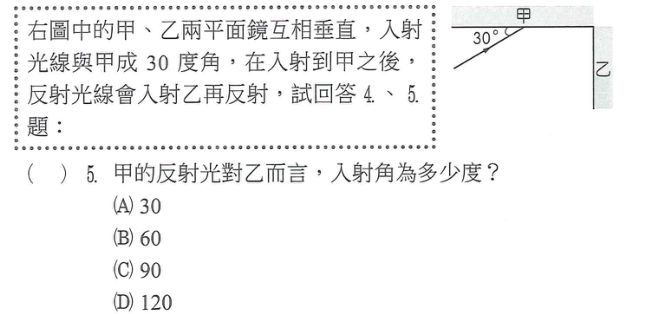 右圖中的甲、乙兩平面鏡互相垂直，入射
光線與甲成 30 度角，在入射到甲之後，
反射光線會入射乙再反射，試回答 4.、5.
題：
甲
30°
乙
( ) 5. 甲的反射光對乙而言，入射角為多少度？
(A) 30
(B) 60
(C) 90
(D) 120